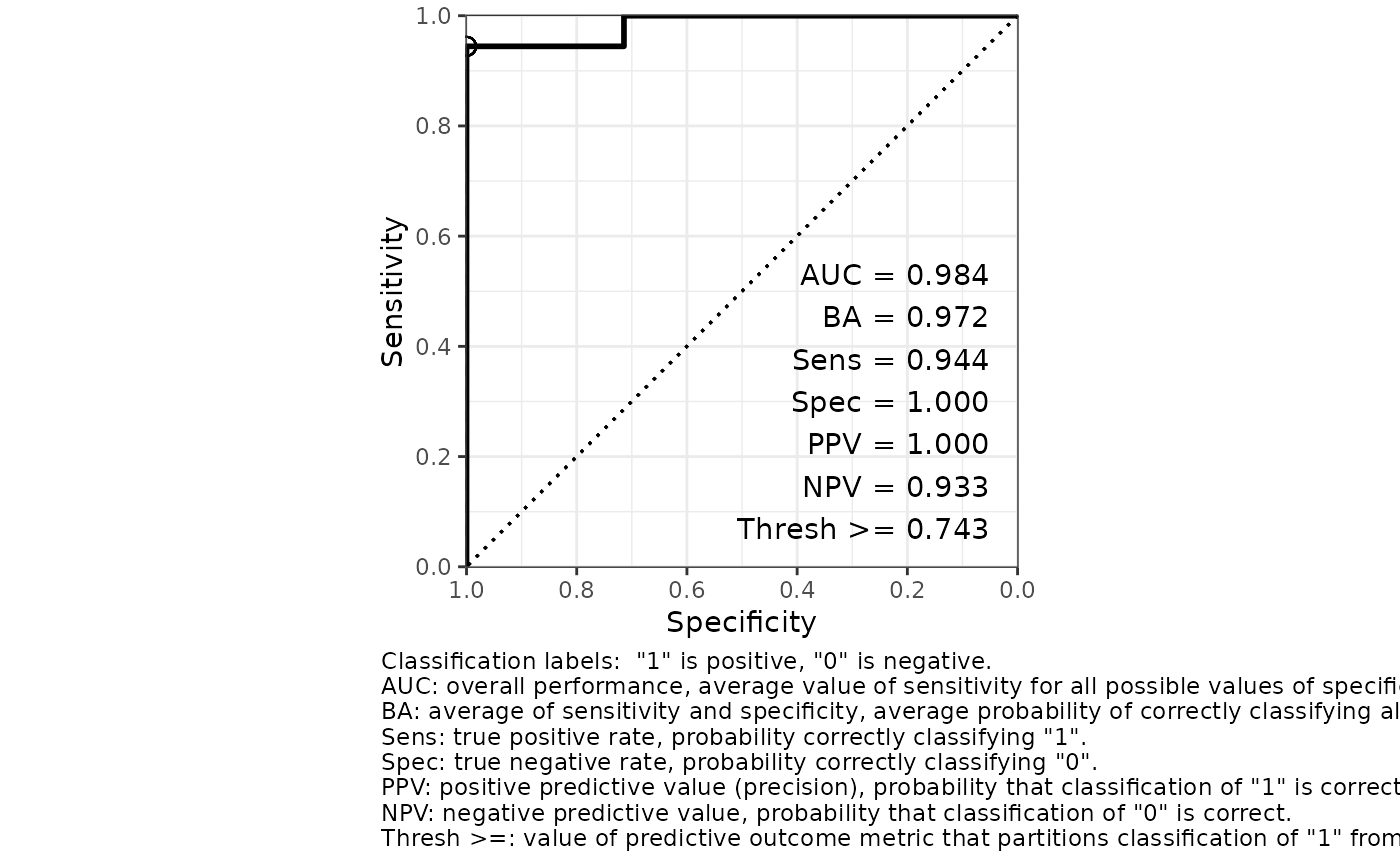 1.0
0.8
0.6
0.4
0.2
0.0
Sensitivity
AUC = 0.984
BA = 0.972
Sens = 0.944
Spec = 1.000
PPV = 1.000
NPV = 0.933
Thresh >= 0.743
1.0 0.8 0.6 0.4 0.2 0.0
Specificity
Classification labels:  "1" is positive, "0" is negative.
AUC: overall performance, average value of sensitivity for all possible values of
BA: average of sensitivity and specificity, average probability of correctly classifying
Sens: true positive rate, probability correctly classifying "1".
Spec: true negative rate, probability correctly classifying "0".
PPV: positive predictive value (precision), probability that classification of "1" is correct
NPV: negative predictive value, probability that classification of "0" is correct.
Thresh >=: value of predictive outcome metric that partitions classification of "1" from